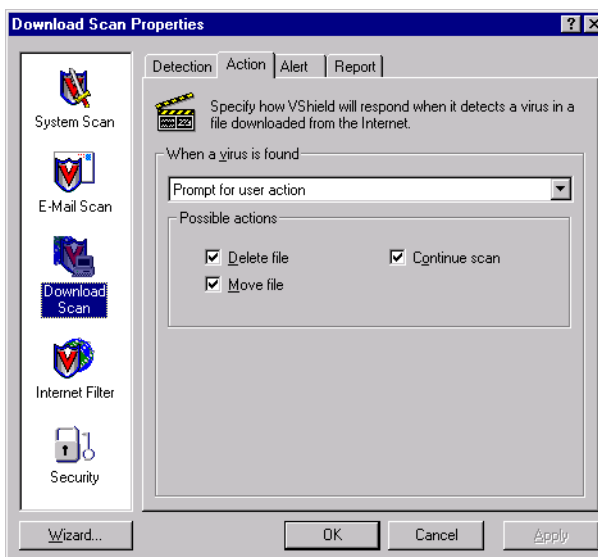 Download Scan Properties
System Scan
E-Mail Scan
Download
Scan
Internet Filter
Security
Detection Action Alert Report
Specify how VShield will respond when it detects a virus in a
file downloaded from the Internet.
When a virus is found
Prompt for user action
Possible actions
Delete file
Continue scan
Move file
Wizard...
OK
Cancel
Apply